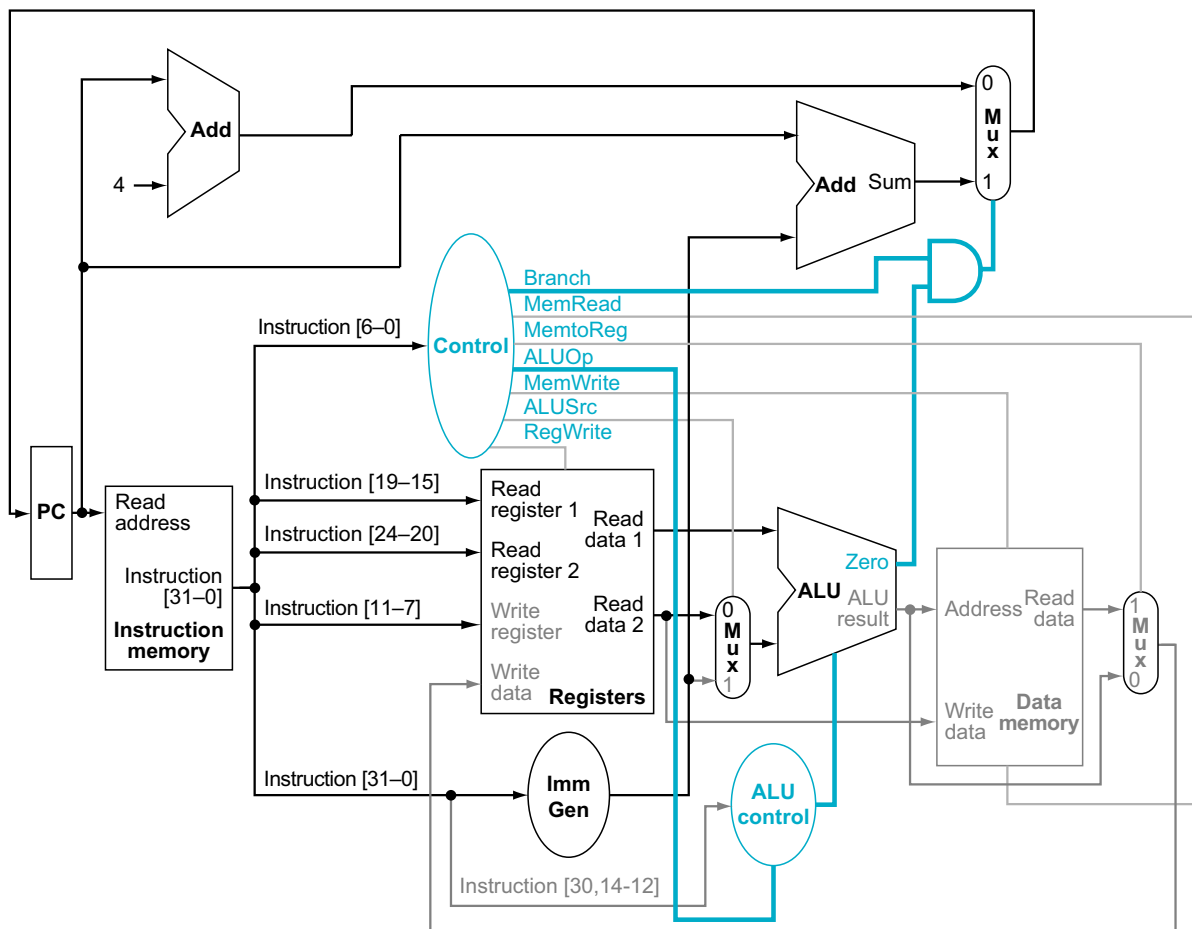 0
Mux
1
Add
4
Add Sum
Branch
MemRead
MemtoReg
ALUOp
MemWrite
ALUSrc
RegWrite
Control
Instruction [6–0]
PC
Read
address
Instruction
[31–0]
Instruction
memory
Instruction [19–15]
Instruction [24–20]
Instruction [11–7]
Instruction [31–0]
Read
register 1
Read
register 2
Write
register
Write
data
Read
data 1
Read
data 2
Registers
0
Mux
1
Zero
ALU
ALU
result
Address
Read
data
Write
data
Data
memory
1
Mux
0
Imm
Gen
ALU
control
Instruction [30,14-12]